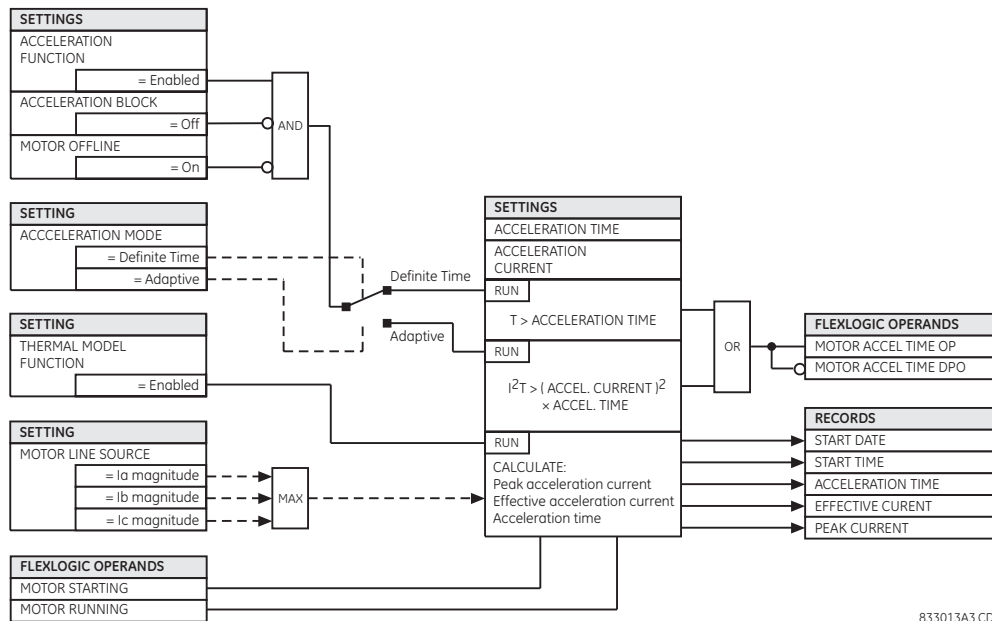 SETTINGS
ACCELERATION
FUNCTION
= Enabled
ACCELERATION BLOCK
= Off
MOTOR OFFLINE
= On
AND
SETTING
ACCCELERATION MODE
= Definite Time
= Adaptive
Definite Time
Adaptive
SETTING
THERMAL MODEL
FUNCTION
= Enabled
SETTING
MOTOR LINE SOURCE
= Ia magnitude
= Ib magnitude
= Ic magnitude
MAX
FLEXLOGIC OPERANDS
MOTOR STARTING
MOTOR RUNNING
SETTINGS
ACCELERATION TIME
ACCELERATION
CURRENT
RUN
T > ACCELERATION TIME
RUN
I²T > ( ACCEL. CURRENT )²
× ACCEL. TIME
RUN
CALCULATE:
Peak acceleration current
Effective acceleration current
Acceleration time
OR
FLEXLOGIC OPERANDS
MOTOR ACCEL TIME OP
MOTOR ACCEL TIME DPO
RECORDS
START DATE
START TIME
ACCELERATION TIME
EFFECTIVE CURENT
PEAK CURRENT